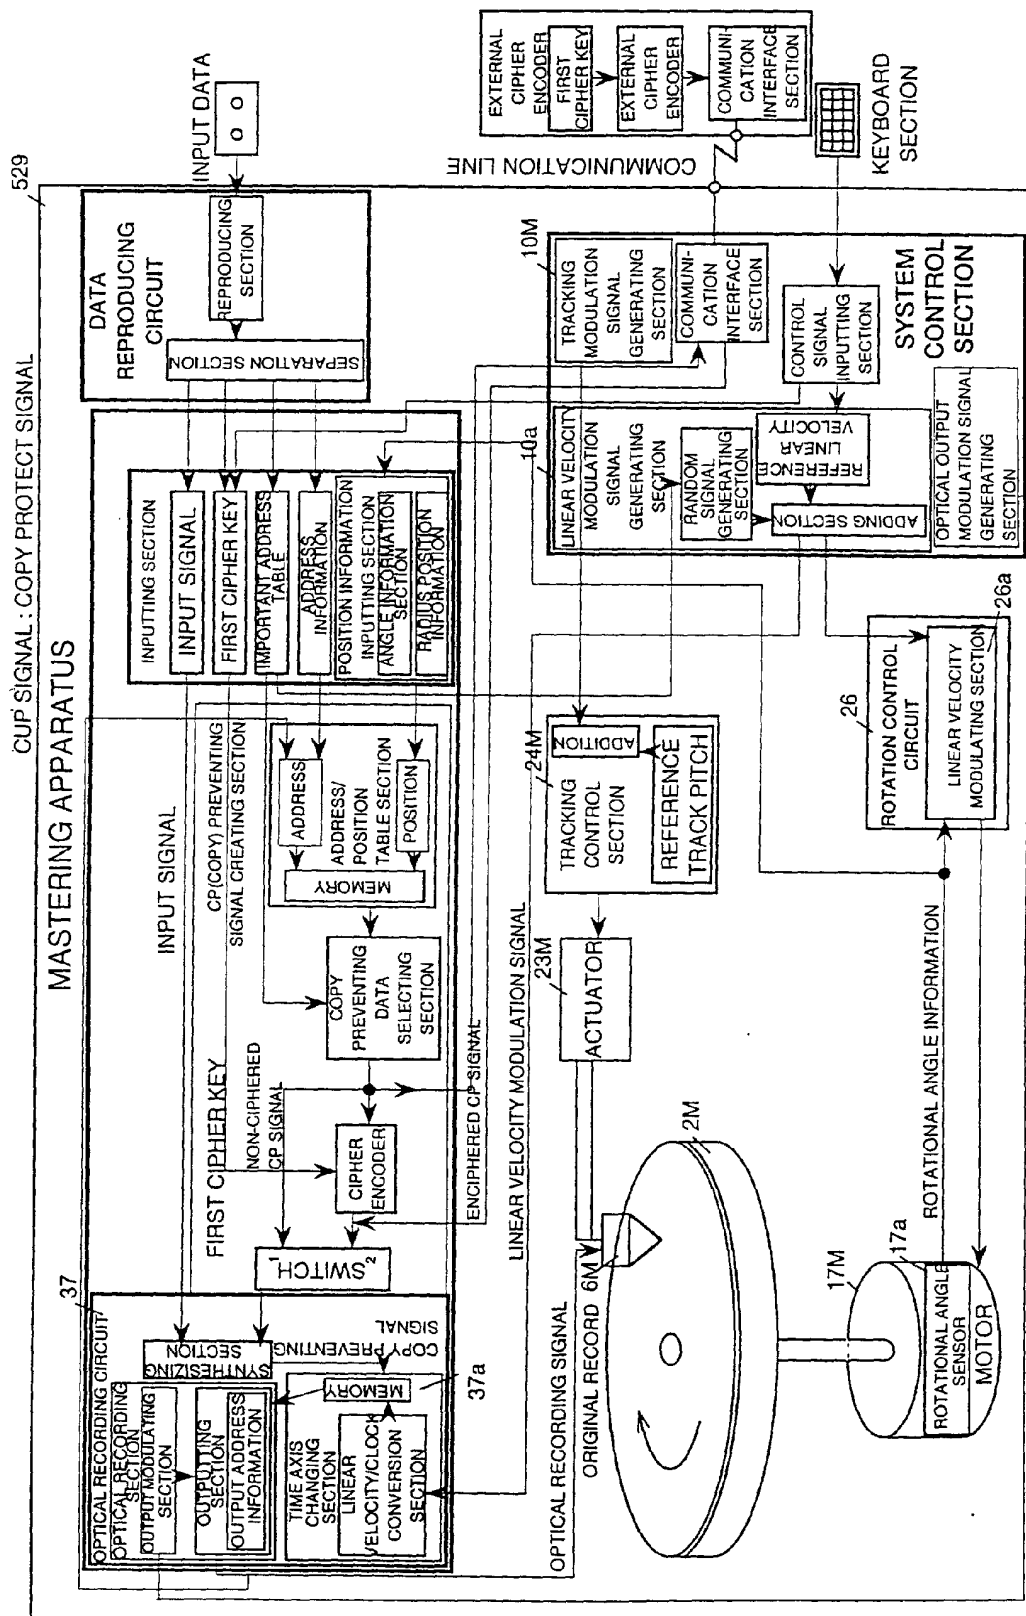 529
CUP SIGNAL : COPY PROTECT SIGNAL
MASTERING APPARATUS
INPUT DATA
DATA
REPRODUCING
CIRCUIT
REPRODUCING
SECTION
SEPARATION SECTION
EXTERNAL
CIPHER
ENCODER
FIRST
CIPHER KEY
EXTERNAL
CIPHER
ENCODER
COMMUNI-
CATION
INTERFACE
SECTION
COMMUNICATION LINE
KEYBOARD
SECTION
INPUTTING SECTION
INPUT SIGNAL
FIRST CIPHER KEY
IMPORTANT ADDRESS
TABLE
ADDRESS
INFORMATION
POSITION INFORMATION
INPUTTING SECTION
ANGLE INFORMATION
SECTION
RADIUS POSITION
INFORMATION
10M
TRACKING
MODULATION
SIGNAL
GENERATING
SECTION
COMMUNI-
CATION
INTERFACE
SECTION
10a
LINEAR VELOCITY
MODULATION
SIGNAL
GENERATING
SECTION
RANDOM
SIGNAL
GENERATING
SECTION
REFERENCE
LINEAR
VELOCITY
ADDING SECTION
CONTROL
SIGNAL
INPUTTING
SECTION
SYSTEM
CONTROL
SECTION
OPTICAL OUTPUT
MODULATION SIGNAL
GENERATING
SECTION
INPUT SIGNAL
CP(COPY) PREVENTING
SIGNAL CREATING SECTION
ADDRESS
ADDRESS/
POSITION
TABLE SECTION
POSITION
MEMORY
COPY
PREVENTING
DATA
SELECTING
SECTION
FIRST CIPHER KEY
NON-CIPHERED
CP SIGNAL
CIPHER
ENCODER
ENCIPHERED CP SIGNAL
1
SWITCH
2
LINEAR VELOCITY MODULATION SIGNAL
37
OPTICAL RECORDING CIRCUIT
OPTICAL RECORDING
SECTION
OUTPUT MODULATING
SECTION
OUTPUTTING
SECTION
OUTPUT ADDRESS
INFORMATION
SYNTHESIZING
SECTION
COPY PREVENTING
SIGNAL
37a
MEMORY
TIME AXIS
CHANGING
SECTION
LINEAR
VELOCITY/CLOCK
CONVERSION
SECTION
24M
TRACKING
CONTROL
SECTION
ADDITION
REFERENCE
TRACK PITCH
23M
ACTUATOR
26
ROTATION CONTROL
CIRCUIT
26a
LINEAR VELOCITY
MODULATING SECTION
OPTICAL RECORDING SIGNAL
ORIGINAL RECORD
6M
2M
ROTATIONAL ANGLE INFORMATION
17M
17a
ROTATIONAL ANGLE
SENSOR
MOTOR